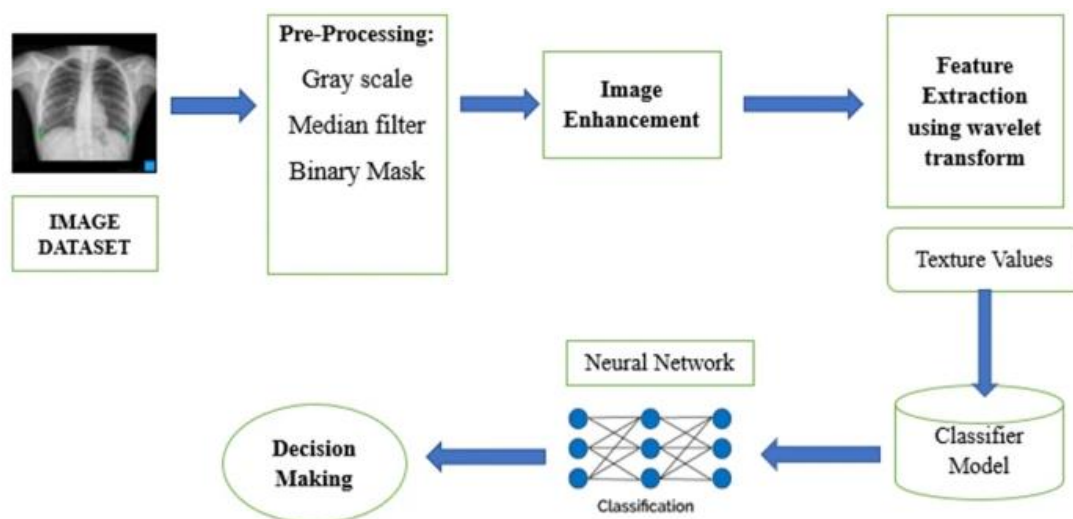 IMAGE
DATASET
Pre-Processing:
Gray scale
Median filter
Binary Mask
Image
Enhancement
Feature
Extraction
using wavelet
transform
Texture Values
Classifier
Model
Neural Network
Classification
Decision
Making